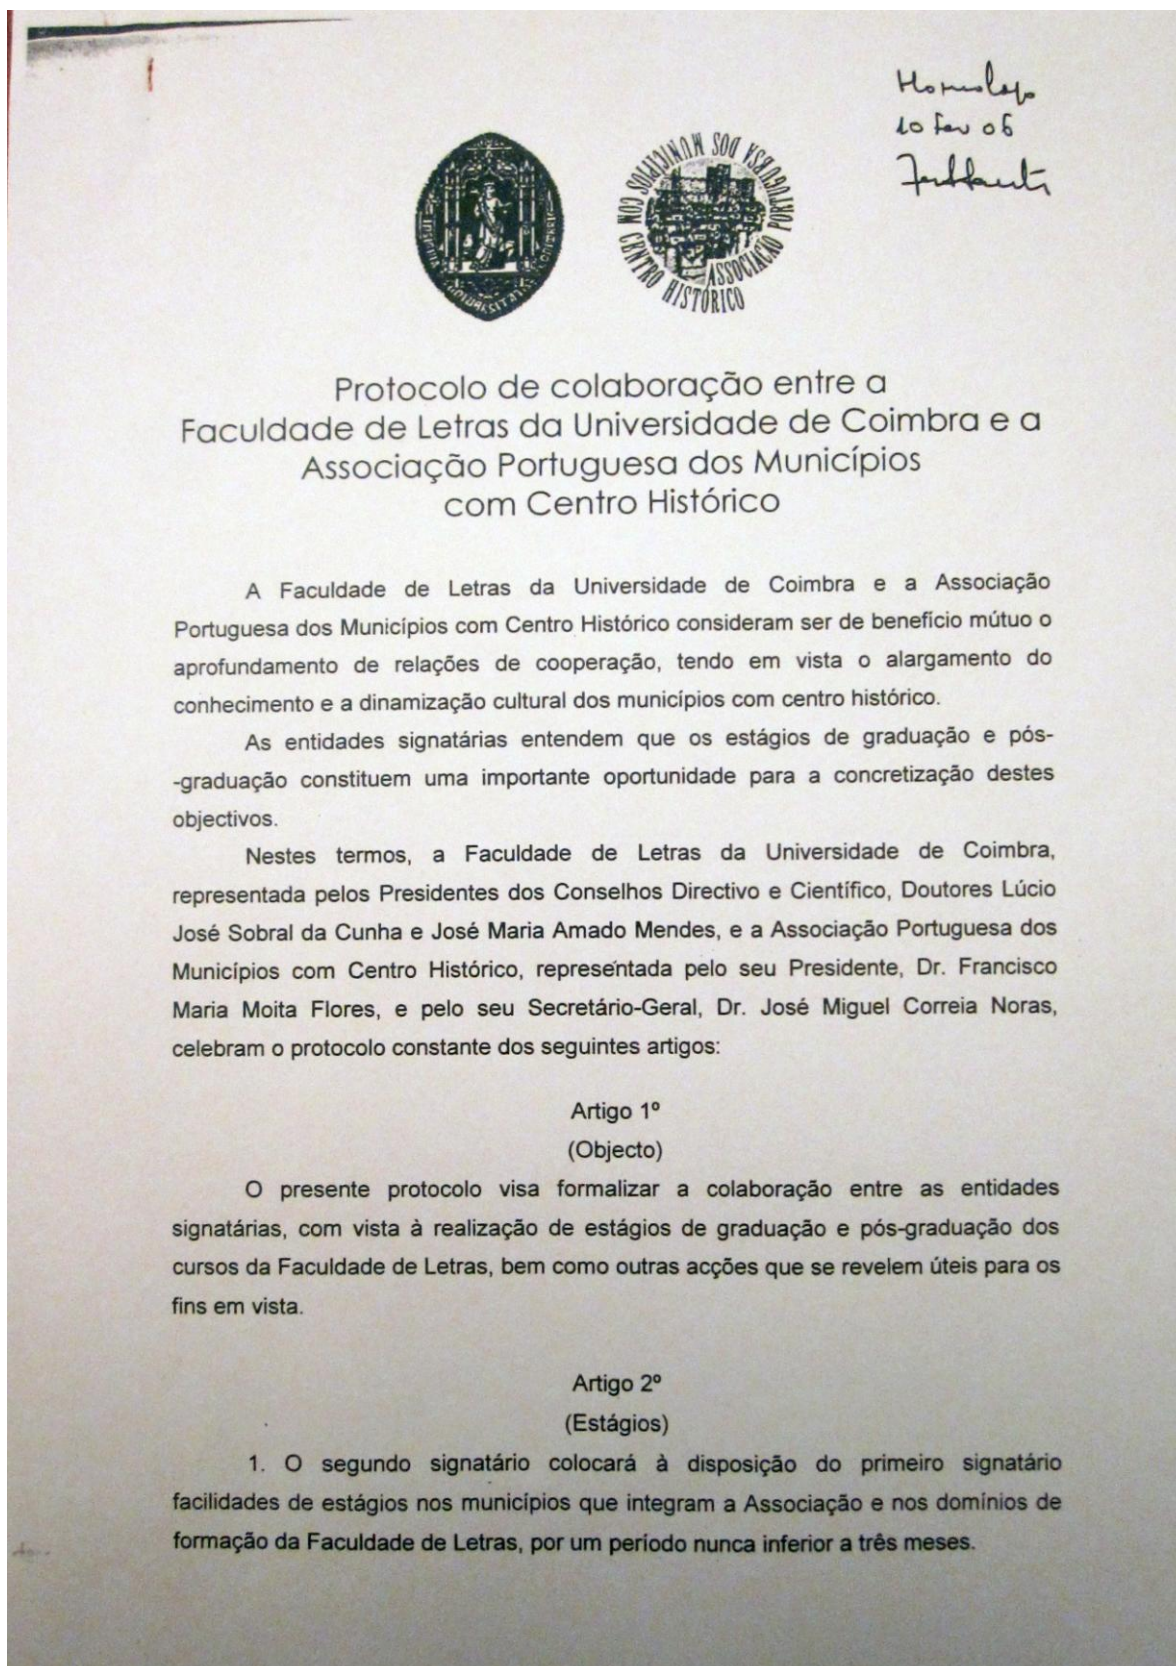 Homologo
10 Fev 06
ASSOCIAÇÃO PORTUGUESA DOS MUNICÍPIOS COM CENTRO HISTÓRICO
Protocolo de colaboração entre a
Faculdade de Letras da Universidade de Coimbra e a
Associação Portuguesa dos Municípios
com Centro Histórico
A Faculdade de Letras da Universidade de Coimbra e a Associação
Portuguesa dos Municípios com Centro Histórico consideram ser de benefício mútuo o
aprofundamento de relações de cooperação, tendo em vista o alargamento do
conhecimento e a dinamização cultural dos municípios com centro histórico.
As entidades signatárias entendem que os estágios de graduação e pós-
-graduação constituem uma importante oportunidade para a concretização destes
objectivos.
Nestes termos, a Faculdade de Letras da Universidade de Coimbra,
representada pelos Presidentes dos Conselhos Directivo e Científico, Doutores Lúcio
José Sobral da Cunha e José Maria Amado Mendes, e a Associação Portuguesa dos
Municípios com Centro Histórico, representada pelo seu Presidente, Dr. Francisco
Maria Moita Flores, e pelo seu Secretário-Geral, Dr. José Miguel Correia Noras,
celebram o protocolo constante dos seguintes artigos:
Artigo 1º
(Objecto)
O presente protocolo visa formalizar a colaboração entre as entidades
signatárias, com vista à realização de estágios de graduação e pós-graduação dos
cursos da Faculdade de Letras, bem como outras acções que se revelem úteis para os
fins em vista.
Artigo 2º
(Estágios)
1. O segundo signatário colocará à disposição do primeiro signatário
facilidades de estágios nos municípios que integram a Associação e nos domínios de
formação da Faculdade de Letras, por um período nunca inferior a três meses.